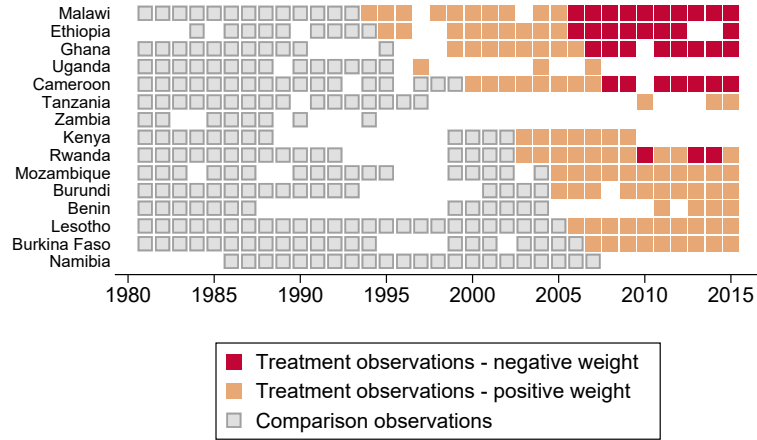 Malawi
Ethiopia
Ghana
Uganda
Cameroon
Tanzania
Zambia
Kenya
Rwanda
Mozambique
Burundi
Benin
Lesotho
Burkina Faso
Namibia
1980 1985 1990 1995 2000 2005 2010 2015
Treatment observations - negative weight
Treatment observations - positive weight
Comparison observations